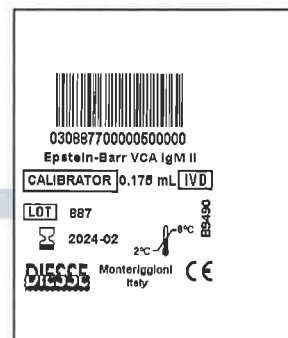 030887700000500000
Epstein-Barr VCA IgM II
CALIBRATOR 0,175 mL IVD
LOT 887
2024-02
2°C 8°C
B9490
DIESSE Monteriggioni
Italy CE